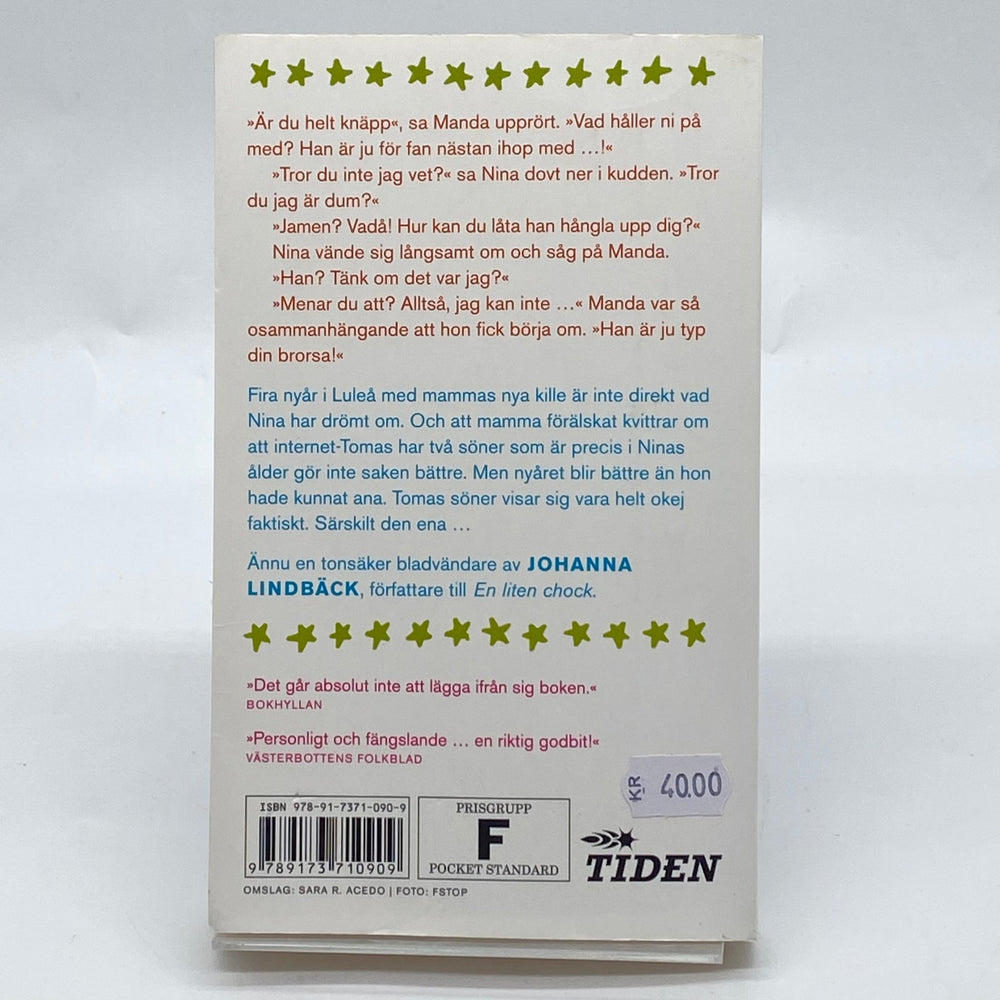 »Är du helt knäpp«, sa Manda upprört. »Vad håller ni på
med? Han är ju för fan nästan ihop med …!«
»Tror du inte jag vet?« sa Nina dovt ner i kudden. »Tror
du jag är dum?«
»Jamen? Vadå! Hur kan du låta han hångla upp dig?«
Nina vände sig långsamt om och såg på Manda.
»Han? Tänk om det var jag?«
»Menar du att? Alltså, jag kan inte …« Manda var så
osammanhängande att hon fick börja om. »Han är ju typ
din brorsa!«
Fira nyår i Luleå med mammas nya kille är inte direkt vad
Nina har drömt om. Och att mamma förälskat kvittrar om
att internet-Tomas har två söner som är precis i Ninas
ålder gör inte saken bättre. Men nyåret blir bättre än hon
hade kunnat ana. Tomas söner visar sig vara helt okej
faktiskt. Särskilt den ena …
Ännu en tonsäker bladvändare av JOHANNA
LINDBÄCK, författare till En liten chock.
»Det går absolut inte att lägga ifrån sig boken.«
BOKHYLLAN
»Personligt och fängslande … en riktig godbit!«
VÄSTERBOTTENS FOLKBLAD
KR 40.00
ISBN 978-91-7371-090-9
9 789173 710909
PRISGRUPP
F
POCKET STANDARD
TIDEN
OMSLAG: SARA R. ACEDO | FOTO: FSTOP